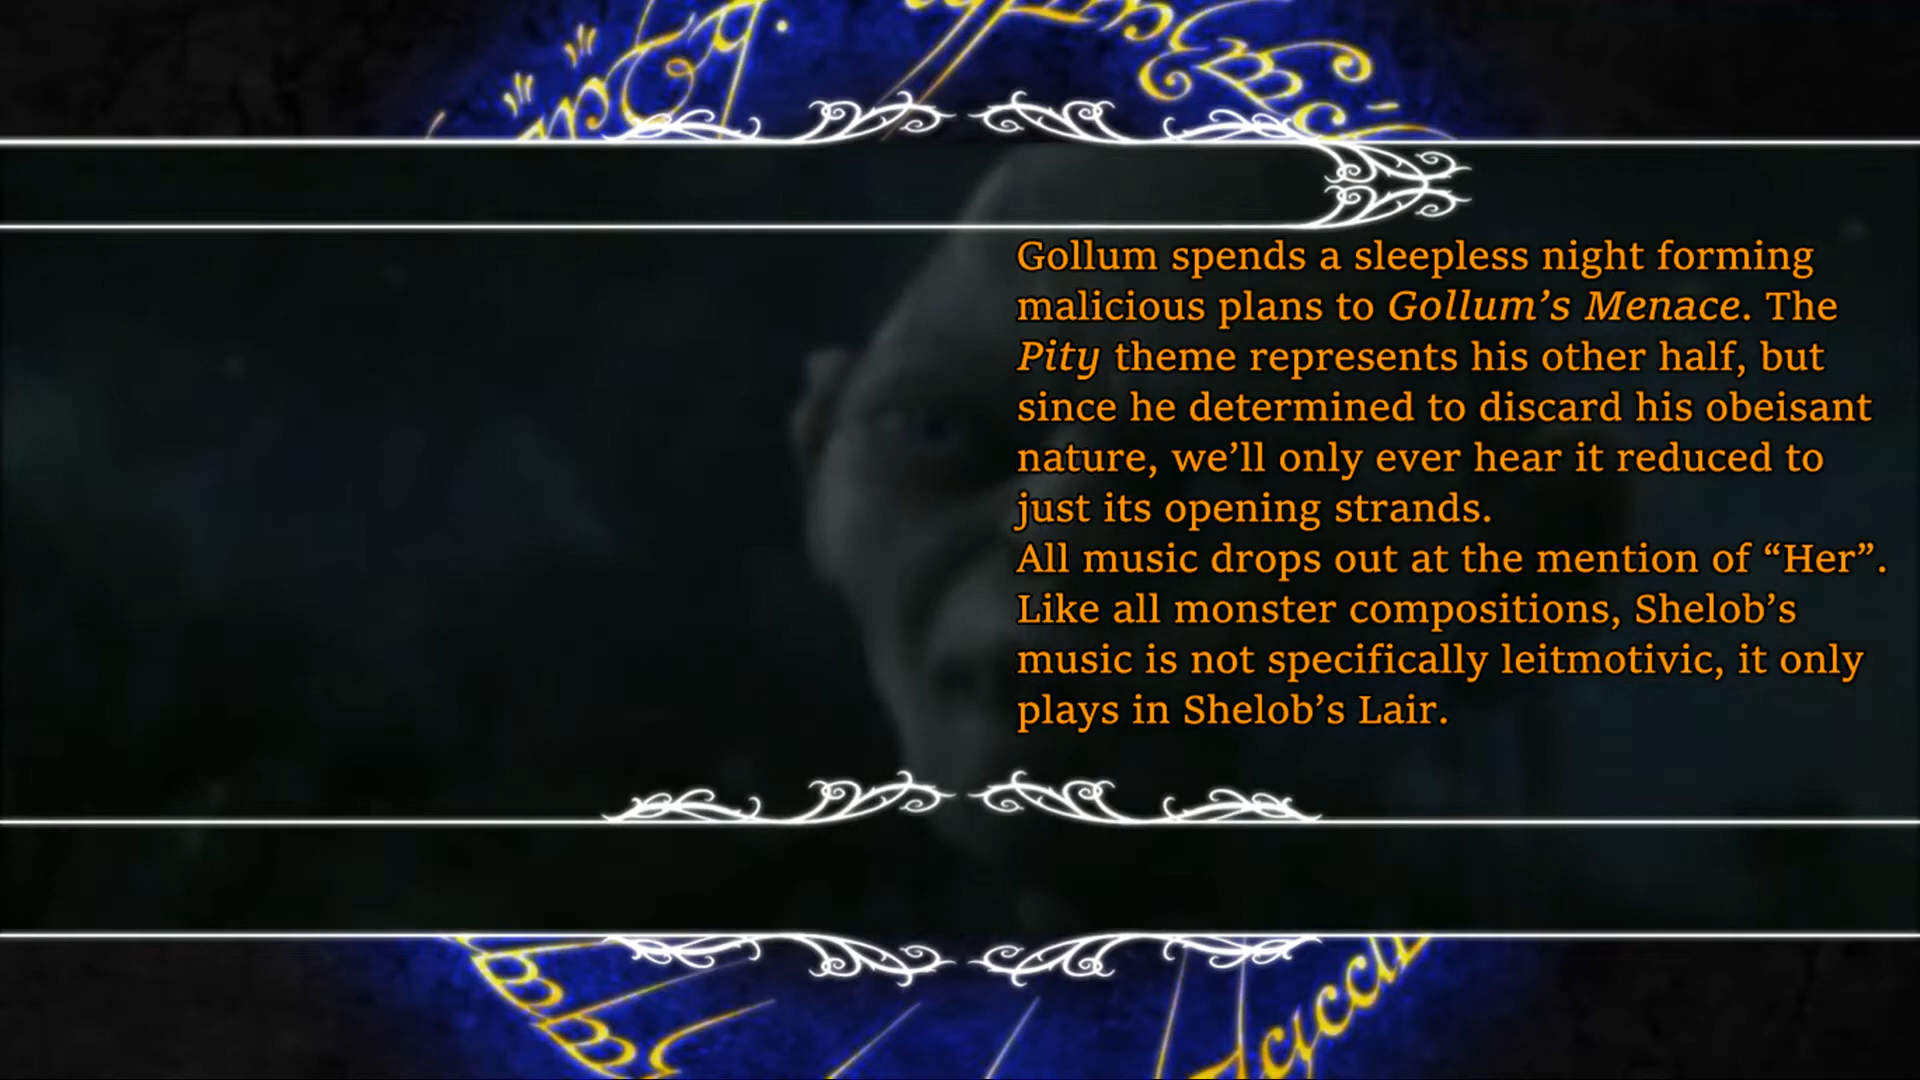 Gollum spends a sleepless night forming
malicious plans to Gollum’s Menace. The
Pity theme represents his other half, but
since he determined to discard his obeisant
nature, we’ll only ever hear it reduced to
just its opening strands.
All music drops out at the mention of “Her”.
Like all monster compositions, Shelob’s
music is not specifically leitmotivic, it only
plays in Shelob’s Lair.